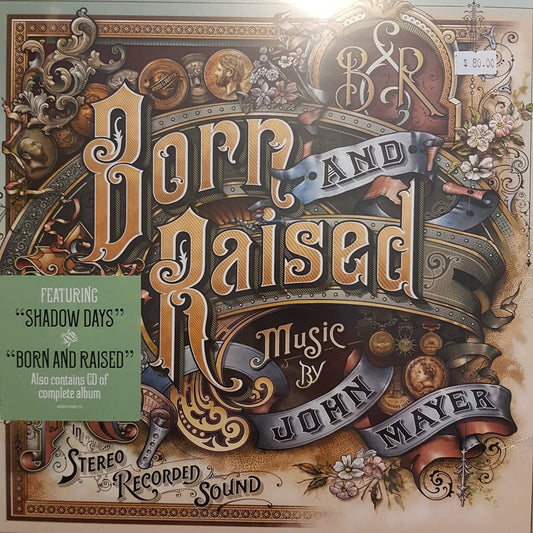 B & R
$ 80.00
Born
AND
Raised
Music
By
JOHN
MAYER
FEATURING
"SHADOW DAYS"
&
"BORN AND RAISED"
Also contains CD of
complete album
in
STEREO
RECORDED
SOUND